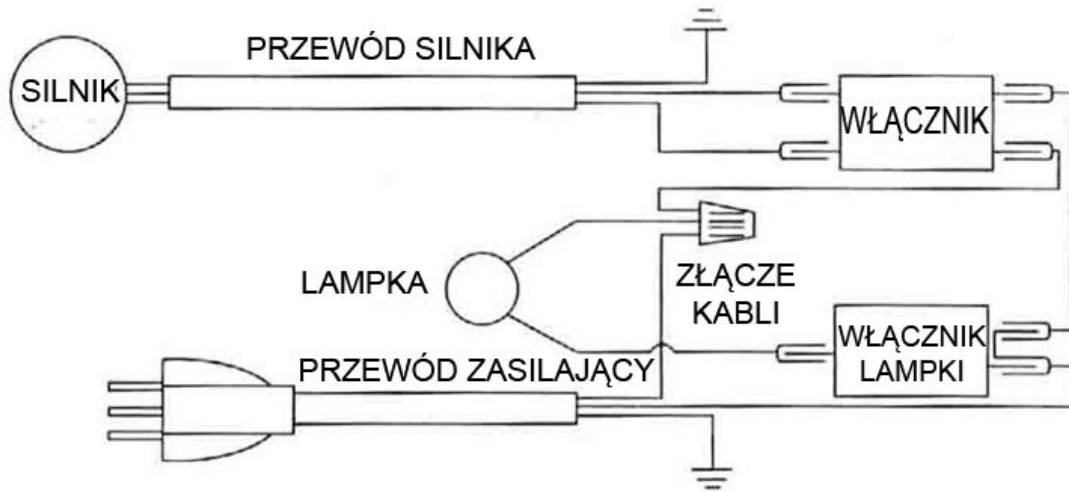 PRZEWÓD SILNIKA
SILNIK
WŁĄCZNIK
LAMPKA
ZŁĄCZE
KABLI
WŁĄCZNIK
LAMPKI
PRZEWÓD ZASILAJĄCY